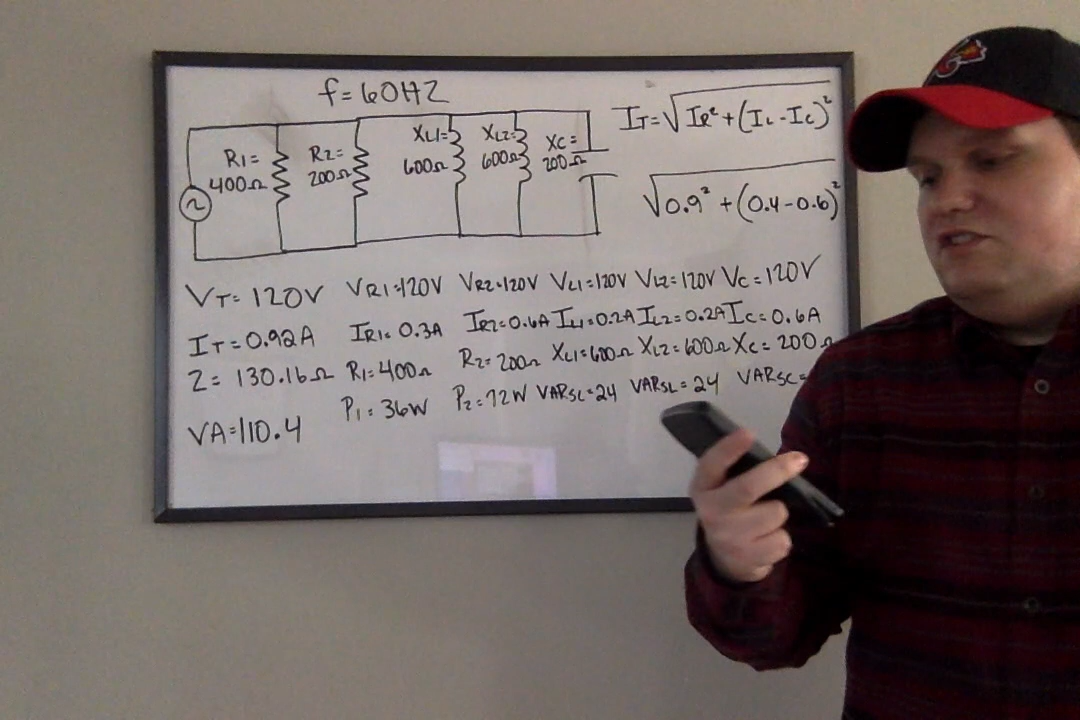 f=60HZ
R1=
400Ω
R2=
200Ω
XL1=
600Ω
XL2=
600Ω
XC=
200Ω
IT=√IR²+(IL-IC)²
√0.9²+(0.4-0.6)²
VT=120V VR1=120V VR2=120V VL1=120V VL2=120V VC=120V
IT=0.92A IR1=0.3A IR2=0.6A IL1=0.2A IL2=0.2A IC=0.6A
Z=130.16Ω R1=400Ω R2=200Ω XL1=600Ω XL2=600Ω XC=200Ω
VA=110.4 P1=36W P2=72W VARSL=24 VARSL=24 VARSC=